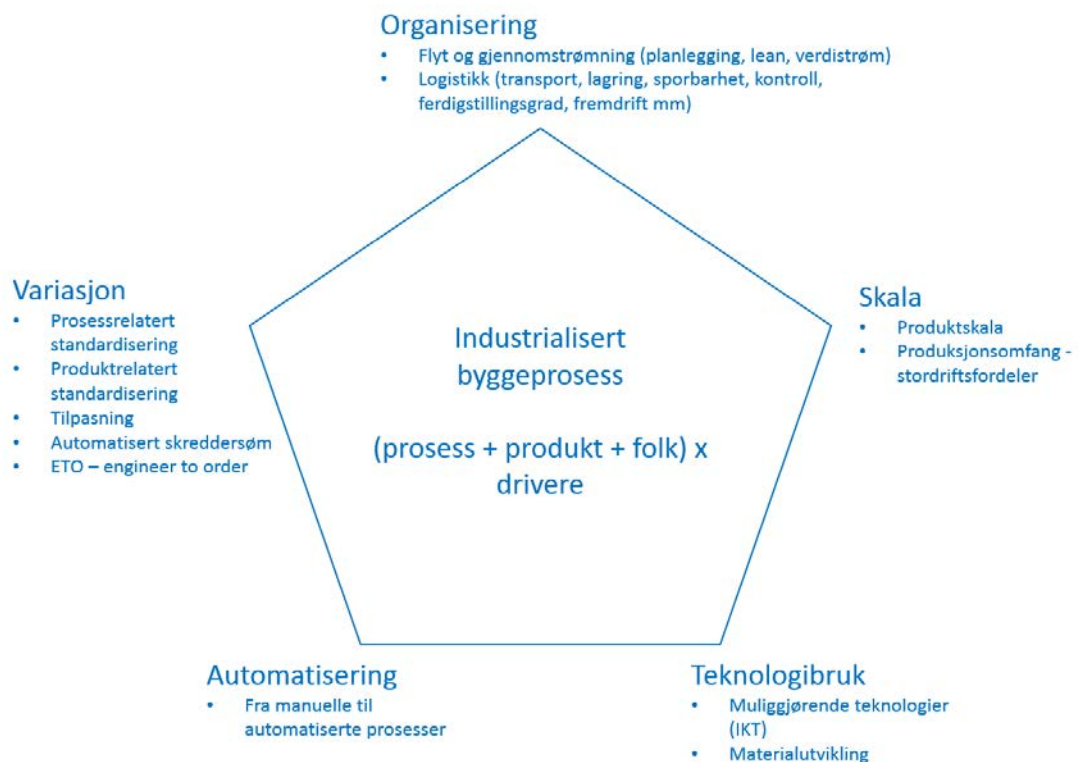 Organisering
• Flyt og gjennomstrømning (planlegging, lean, verdistrøm)
• Logistikk (transport, lagring, sporbarhet, kontroll,
ferdigstillingsgrad, fremdrift mm)
Variasjon
• Prosessrelatert
standardisering
• Produktrelatert
standardisering
• Tilpasning
• Automatisert skreddersøm
• ETO – engineer to order
Industrialisert
byggeprosess
(prosess + produkt + folk) x
drivere
Skala
• Produktskala
• Produksjonsomfang -
stordriftsfordeler
Automatisering
• Fra manuelle til
automatiserte prosesser
Teknologibruk
• Muliggjørende teknologier
(IKT)
• Materialutvikling